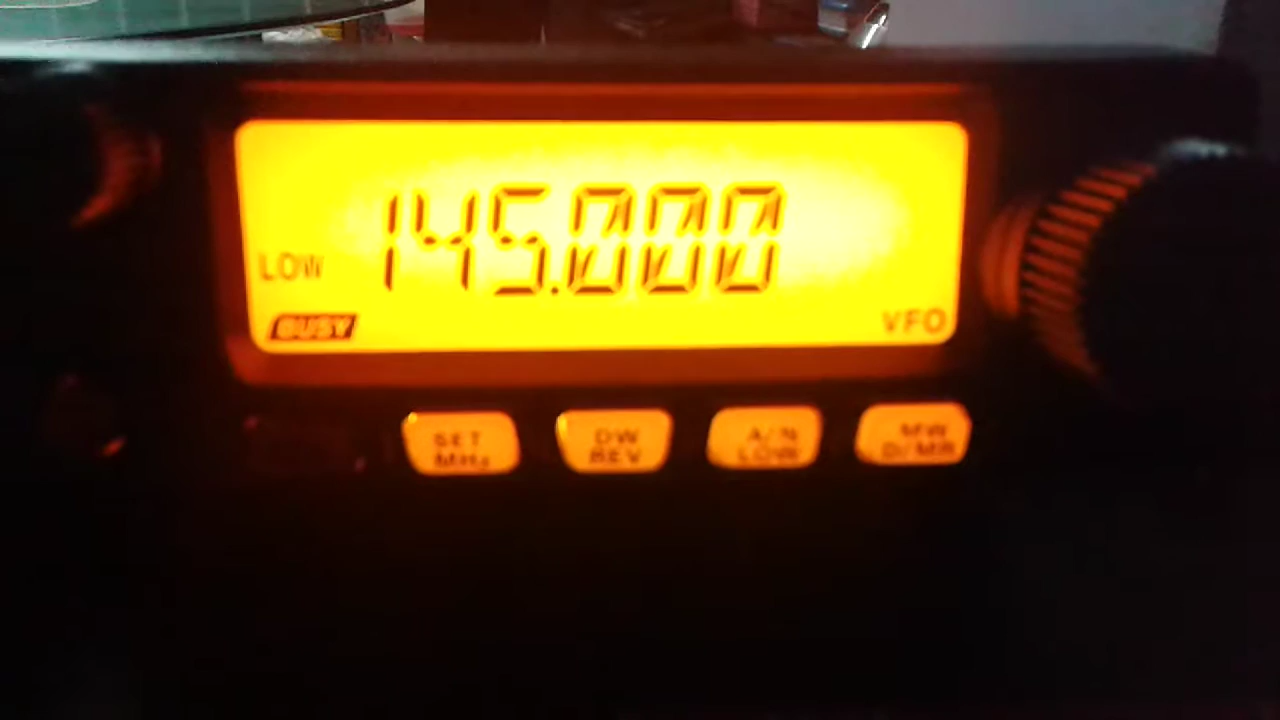 145.000
LOW
BUSY
VFO
SET
MHz
DW
REV
A/N
LOW
MW
D/MR